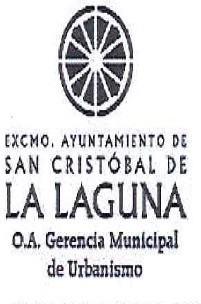 EXCMO. AYUNTAMIENTO DE
SAN CRISTÓBAL DE
LA LAGUNA
O.A. Gerencia Municipal
de Urbanismo